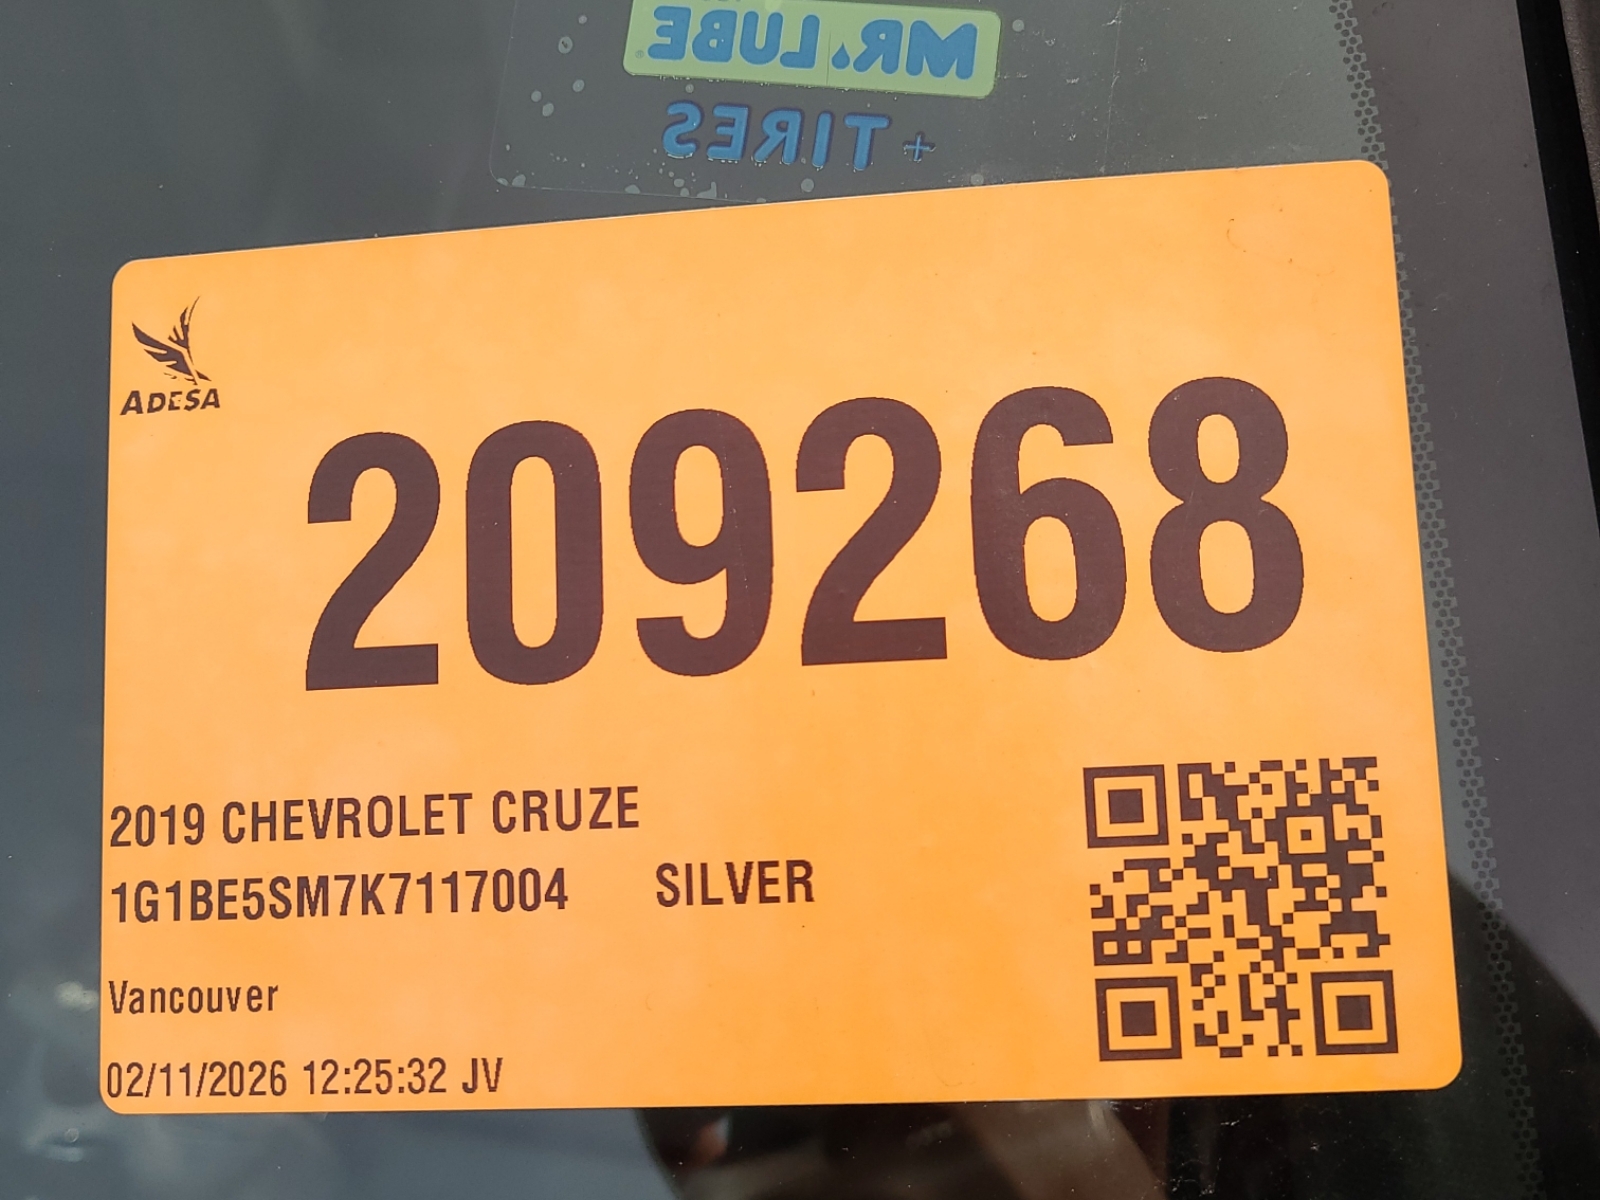 MR. LUBE
+ TIRES
ADESA
209268
2019 CHEVROLET CRUZE
1G1BE5SM7K7117004 SILVER
Vancouver
02/11/2026 12:25:32 JV